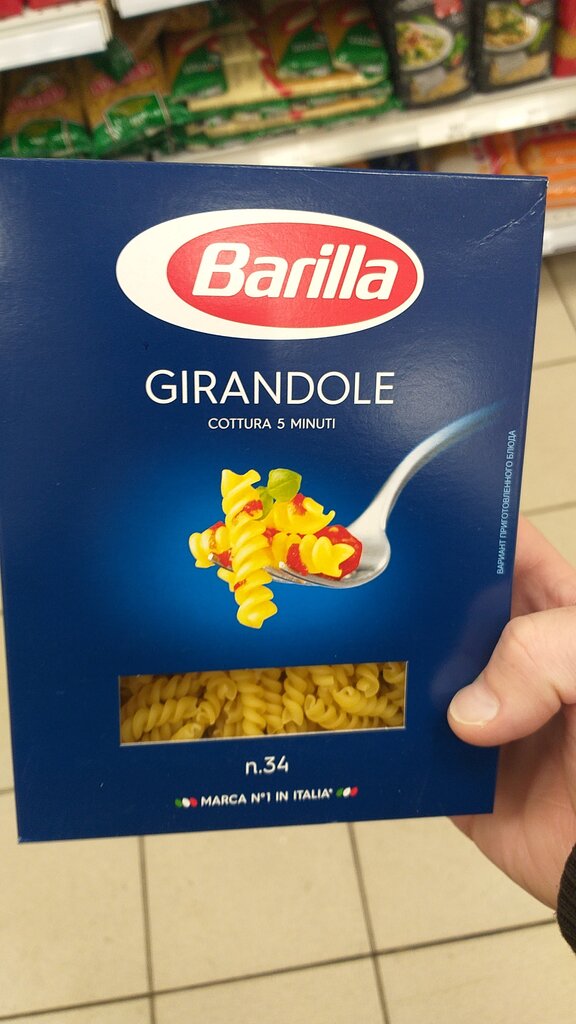 Barilla
GIRANDOLE
COTTURA 5 MINUTI
ВАРИАНТ ПРИГОТОВЛЕННОГО БЛЮДА
n.34
MARCA N°1 IN ITALIA*